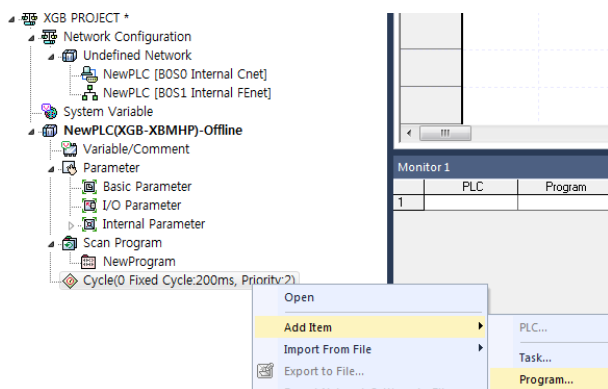 XGB PROJECT *
Network Configuration
Undefined Network
NewPLC [B0S0 Internal Cnet]
NewPLC [B0S1 Internal FEnet]
System Variable
NewPLC(XGB-XBMHP)-Offline
Variable/Comment
Parameter
Basic Parameter
I/O Parameter
Internal Parameter
Scan Program
NewProgram
Cycle(0 Fixed Cycle:200ms, Priority:2)
Monitor1
PLC Program
1
Open
Add Item
Import From File
Export to File...
PLC...
Task...
Program...